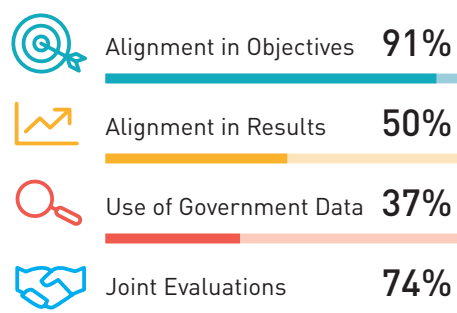 Alignment in Objectives 91%
Alignment in Results 50%
Use of Government Data 37%
Joint Evaluations 74%